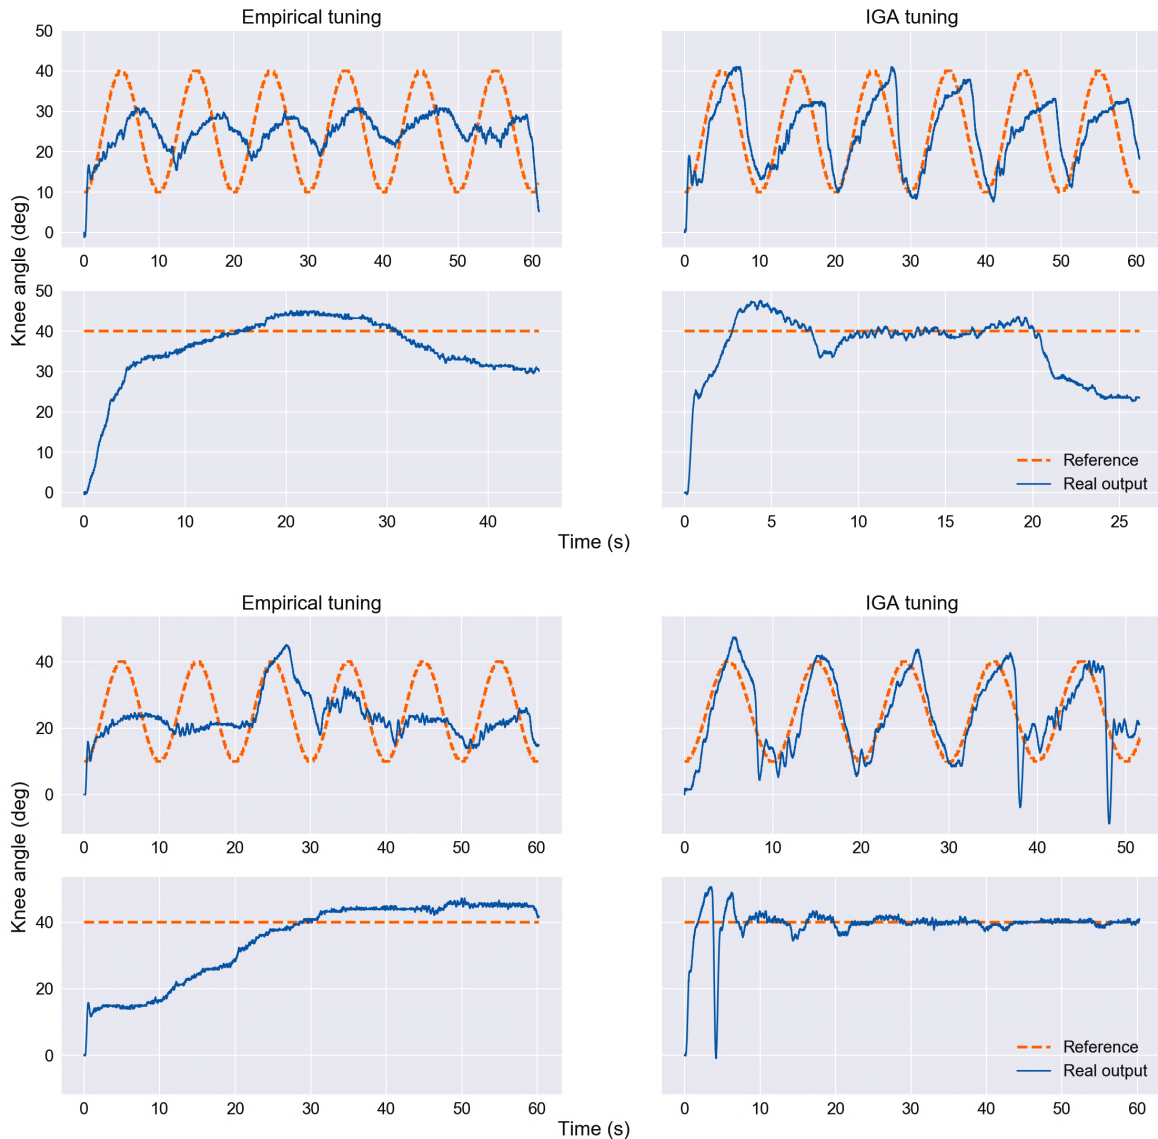 Empirical tuning
IGA tuning
50
40
30
20
10
0
0 10 20 30 40 50 60
0 10 20 30 40 50 60
Knee angle (deg)
50
40
30
20
10
0
0 10 20 30 40
0 5 10 15 20 25
Reference
Real output
Time (s)
Empirical tuning
IGA tuning
40
20
0
0 10 20 30 40 50 60
0 10 20 30 40 50
Knee angle (deg)
40
20
0
0 10 20 30 40 50 60
0 10 20 30 40 50 60
Reference
Real output
Time (s)